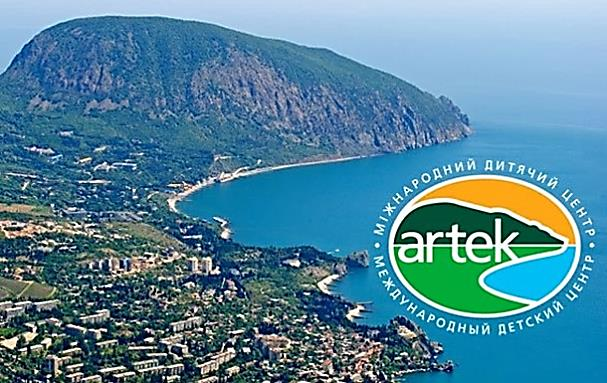 МІЖНАРОДНИЙ ДИТЯЧИЙ ЦЕНТР
artek
МЕЖДУНАРОДНЫЙ ДЕТСКИЙ ЦЕНТР